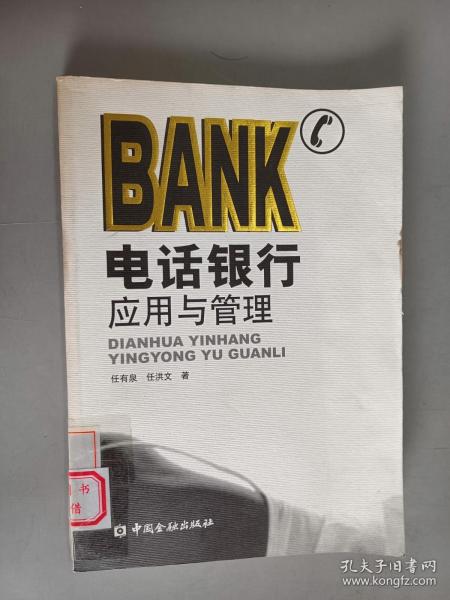 BANK
电话银行
应用与管理
DIANHUA YINHANG
YINGYONG YU GUANLI
任有泉 任洪文 著
书
借
中国金融出版社
孔夫子旧书网
www.kongfz.com